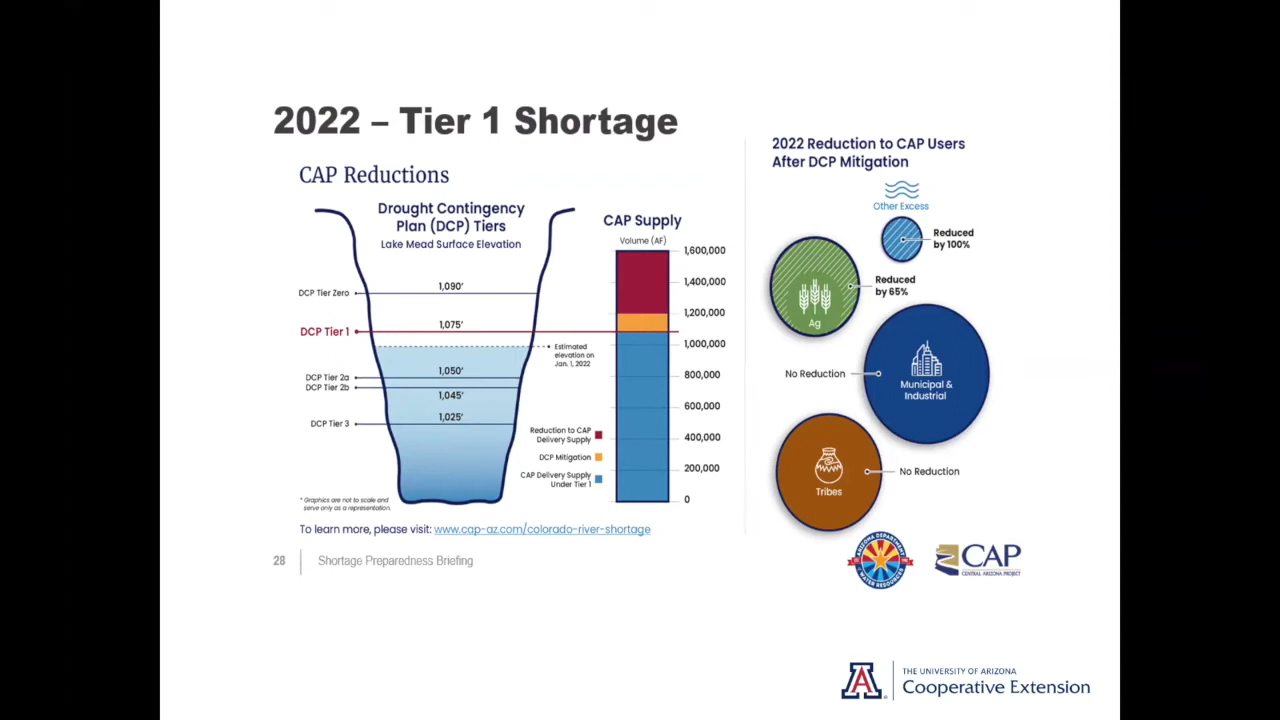 2022 – Tier 1 Shortage
CAP Reductions
Drought Contingency
Plan (DCP) Tiers
Lake Mead Surface Elevation
DCP Tier Zero
1,090'
DCP Tier 1
1,075'
Estimated
elevation on
Jan. 1, 2022
DCP Tier 2a
1,050'
DCP Tier 2b
1,045'
DCP Tier 3
1,025'
* Graphics are not to scale and
serve only as a representation.
CAP Supply
Volume (AF)
1,600,000
1,400,000
1,200,000
1,000,000
800,000
600,000
400,000
200,000
0
Reduction to CAP
Delivery Supply
DCP Mitigation
CAP Delivery Supply
Under Tier 1
To learn more, please visit: www.cap-az.com/colorado-river-shortage
28
Shortage Preparedness Briefing
2022 Reduction to CAP Users
After DCP Mitigation
Other Excess
Reduced
by 100%
Reduced
by 65%
Ag
No Reduction
Municipal &
Industrial
No Reduction
Tribes
ARIZONA DEPARTMENT
WATER RESOURCES
CAP
CENTRAL ARIZONA PROJECT
A
THE UNIVERSITY OF ARIZONA
Cooperative Extension